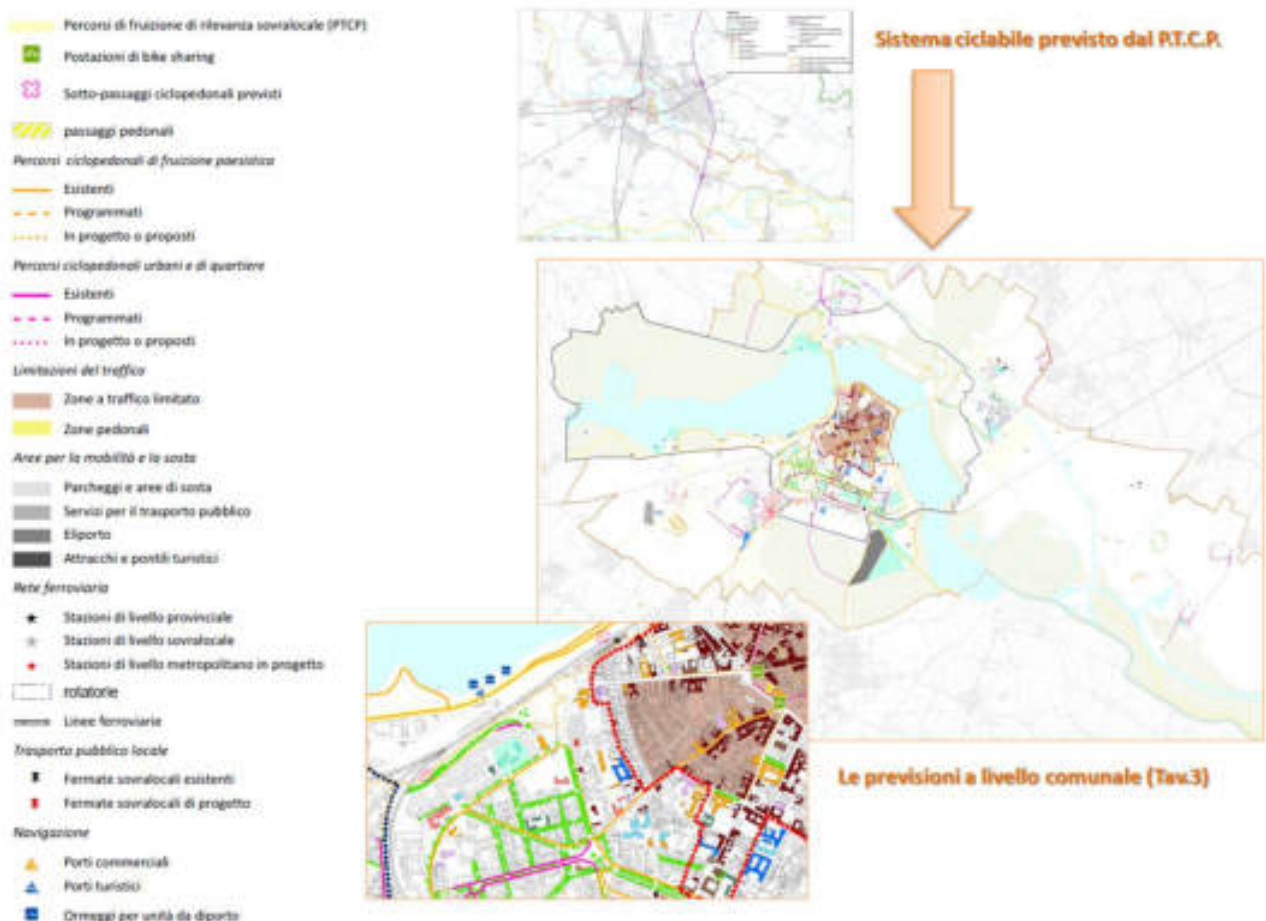 Percorsi di fruizione di rilevanza sovralocale (PTCP)
Postazioni di bike sharing
Sotto-passaggi ciclopedonali previsti
passaggi pedonali
Percorsi ciclopedonali di fruizione paesistica
Esistenti
Programmati
In progetto o proposti
Percorsi ciclopedonali urbani e di quartiere
Esistenti
Programmati
In progetto o proposti
Limitazioni del traffico
Zone a traffico limitato
Zone pedonali
Aree per la mobilità e la sosta
Parcheggi e aree di sosta
Servizi per il trasporto pubblico
Eliporto
Attracchi e pontili turistici
Rete ferroviaria
Stazioni di livello provinciale
Stazioni di livello sovralocale
Stazioni di livello metropolitano in progetto
rotatorie
Linee ferroviarie
Trasporto pubblico locale
Fermate sovralocali esistenti
Fermate sovralocali di progetto
Navigazione
Porti commerciali
Porti turistici
Ormeggi per unità da diporto
Sistema ciclabile previsto dal P.T.C.P.
Le previsioni a livello comunale (Tav.3)